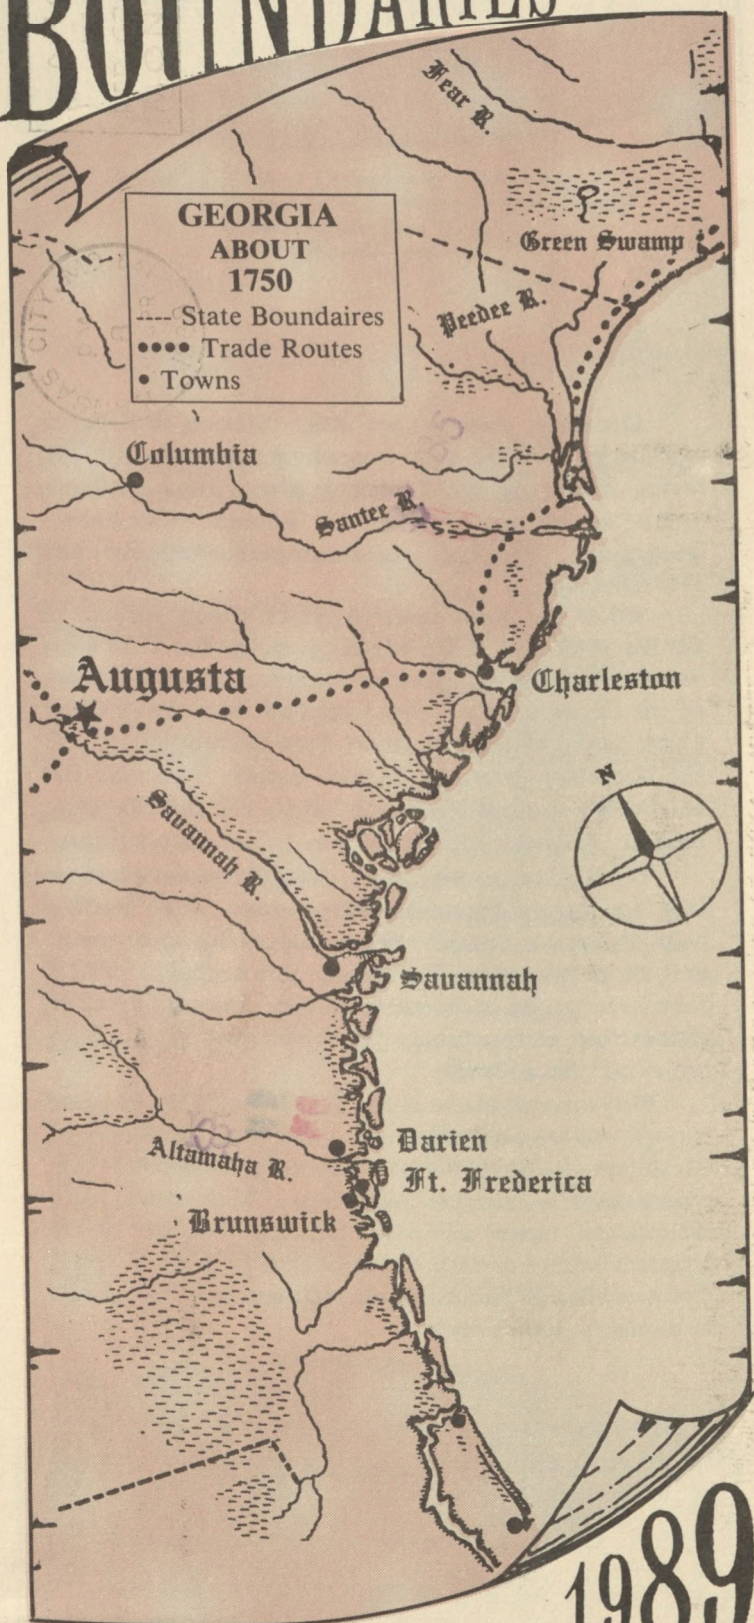 BOUNDARIES
Fear R.
GEORGIA
ABOUT
1750
---- State Boundaires
•••• Trade Routes
• Towns
Green Swamp
Peedee R.
Columbia
Santee R.
Augusta
Charleston
N
Savannah R.
Savannah
Darien
Altamaha R.
Ft. Frederica
Brunswick
1989